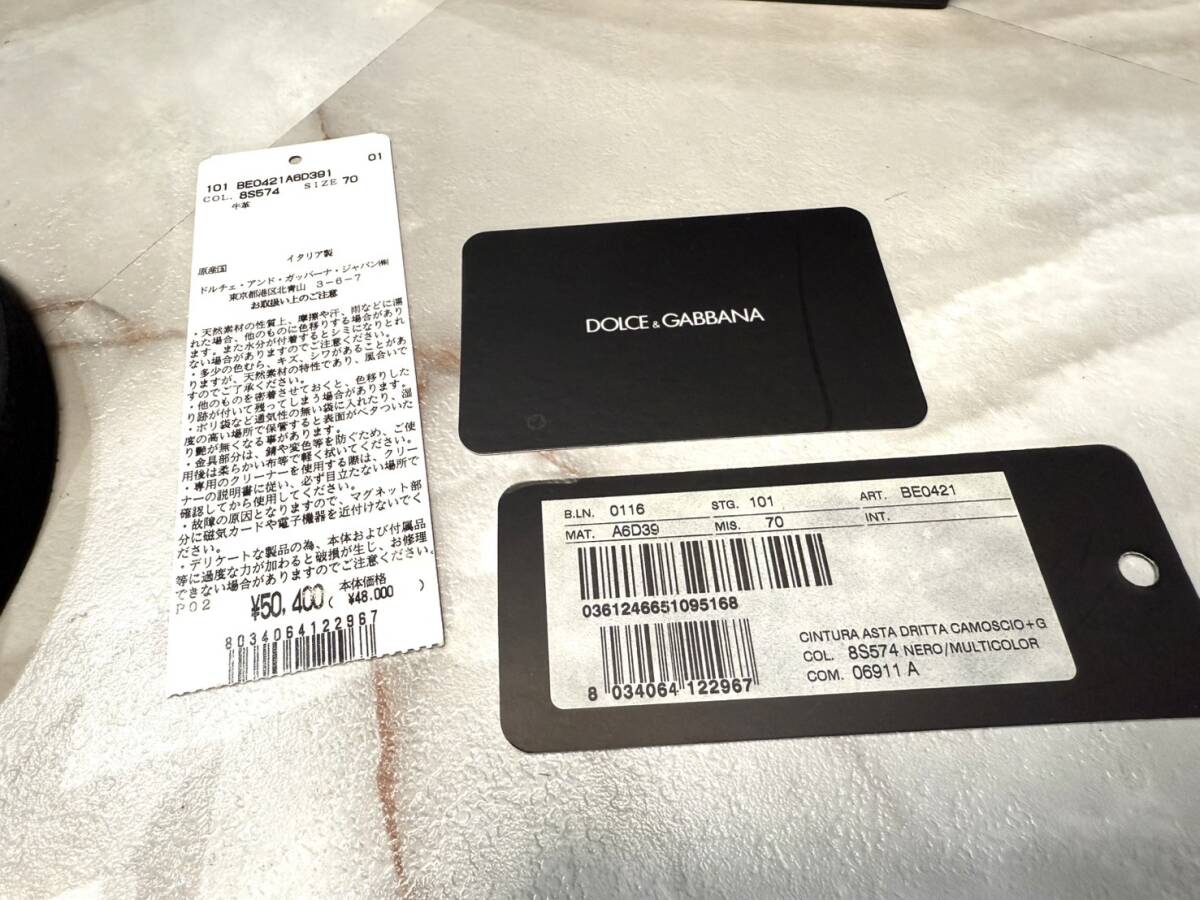 01
101 BE0421A6D391
COL. 8S574 SIZE 70
牛革
原産国 イタリア製
ドルチェ・アンド・ガッバーナ・ジャパン㈱
東京都港区北青山 3-6-7
お取扱い上のご注意
・天然素材の性質上、摩擦や汗、雨などに濡
れた場合、他のものに色移りする場合があり
ます。また水分が付着するとシミになりとれ
ない場合がありますのでご注意ください。
・多少の色むら、キズ、シワがあることがあ
りますが、天然素材の特性であり、風合いで
すのでご了承ください。
・他のものを密着させておくと、色移りした
り跡が付いて残ってしまう場合があります。
・ポリ袋など通気性の無い袋に入れたり、湿
度の高い場所で保管すると表面がベタついた
り艶が無くなる事があります。
・金具部分は、錆や変色等を防ぐため、ご使
用後は柔らかい布等で軽く拭いてください。
・専用のクリーナーを使用する際は、クリー
ナーの説明書に従い、必ず目立たない場所で
確認してから使用してください。
・故障の原因となりますので、マグネット部
分に磁気カードや電子機器を近付けないでく
ださい。
・デリケートな製品の為、本体および付属品
等に過度な力が加わると破損が生じ、お修理
できない場合がありますのでご注意ください。
P02 本体価格
¥50,400( ¥48,000 )
8034064122967
DOLCE & GABBANA
B.LN. 0116 STG. 101 ART. BE0421
MAT. A6D39 MIS. 70 INT.
0361246651095168
CINTURA ASTA DRITTA CAMOSCIO+G
COL. 8S574 NERO/MULTICOLOR
COM. 06911 A
8 034064 122967